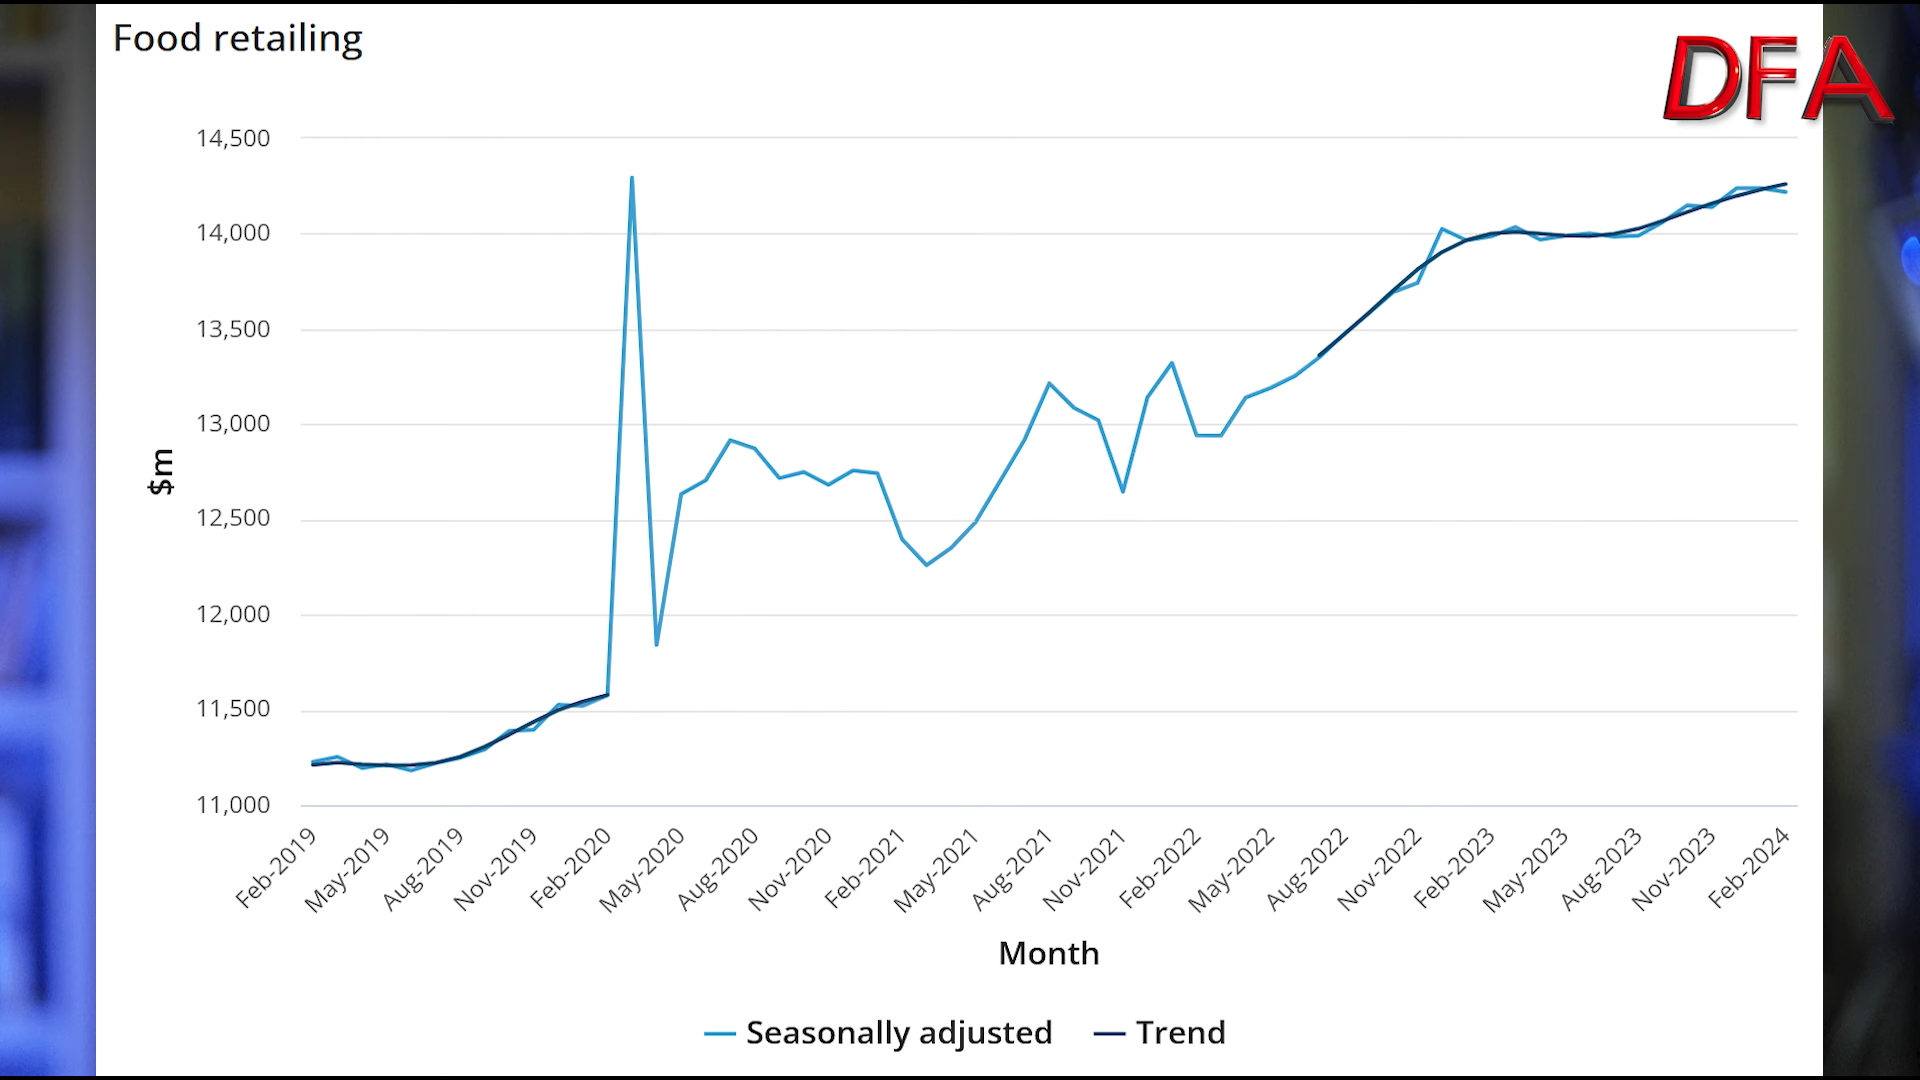 Food retailing
DFA
14,500
14,000
13,500
13,000
12,500
12,000
11,500
11,000
$m
Feb-2019
May-2019
Aug-2019
Nov-2019
Feb-2020
May-2020
Aug-2020
Nov-2020
Feb-2021
May-2021
Aug-2021
Nov-2021
Feb-2022
May-2022
Aug-2022
Nov-2022
Feb-2023
May-2023
Aug-2023
Nov-2023
Feb-2024
Month
Seasonally adjusted
Trend